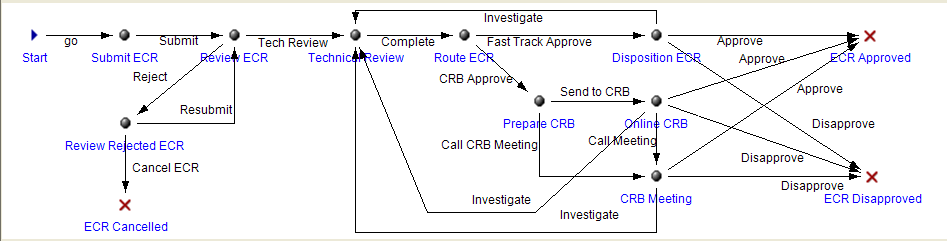 Investigate
go
Submit
Tech Review
Complete
Fast Track Approve
Approve
Start
Submit ECR
Review ECR
Technical Review
Route ECR
Disposition ECR
Approve
ECR Approved
Reject
CRB Approve
Send to CRB
Approve
Resubmit
Prepare CRB
Online CRB
Disapprove
Review Rejected ECR
Call CRB Meeting
Call Meeting
Disapprove
Cancel ECR
Disapprove
Investigate
CRB Meeting
ECR Disapproved
Investigate
ECR Cancelled